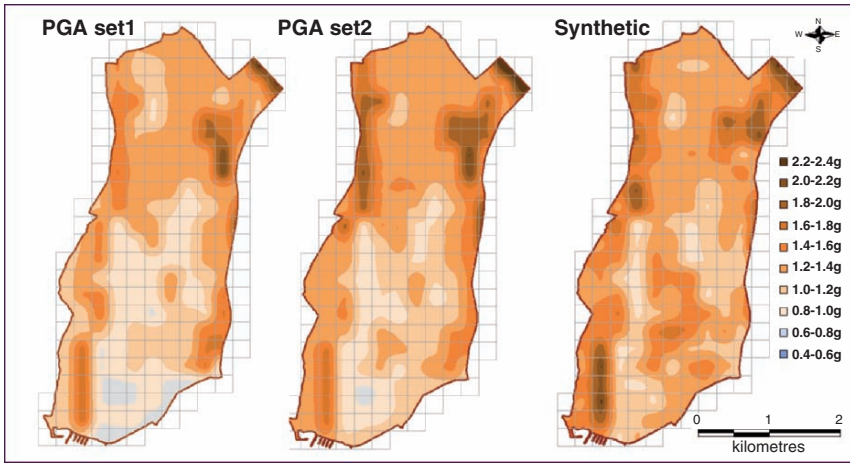 PGA set1
PGA set2
Synthetic
N
W E
S
2.2-2.4g
2.0-2.2g
1.8-2.0g
1.6-1.8g
1.4-1.6g
1.2-1.4g
1.0-1.2g
0.8-1.0g
0.6-0.8g
0.4-0.6g
0 1 2
kilometres